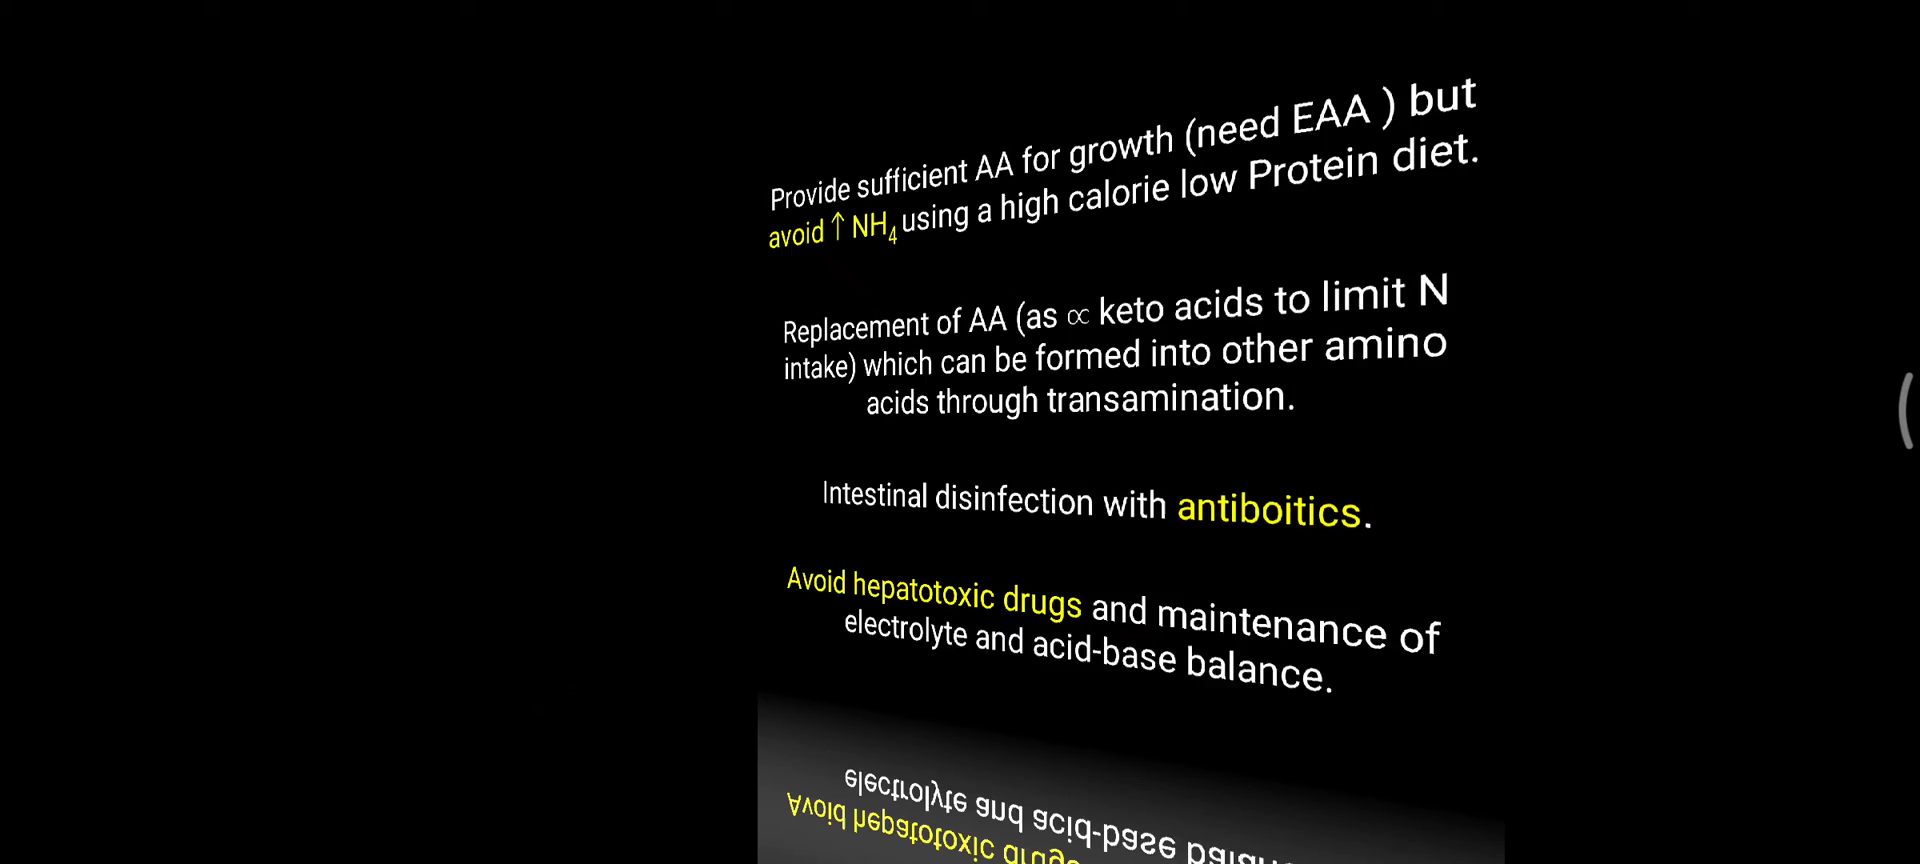 Provide sufficient AA for growth (need EAA ) but
avoid ↑ NH₄ using a high calorie low Protein diet.
Replacement of AA (as ∝ keto acids to limit N
intake) which can be formed into other amino
acids through transamination.
Intestinal disinfection with antiboitics.
Avoid hepatotoxic drugs and maintenance of
electrolyte and acid-base balance.